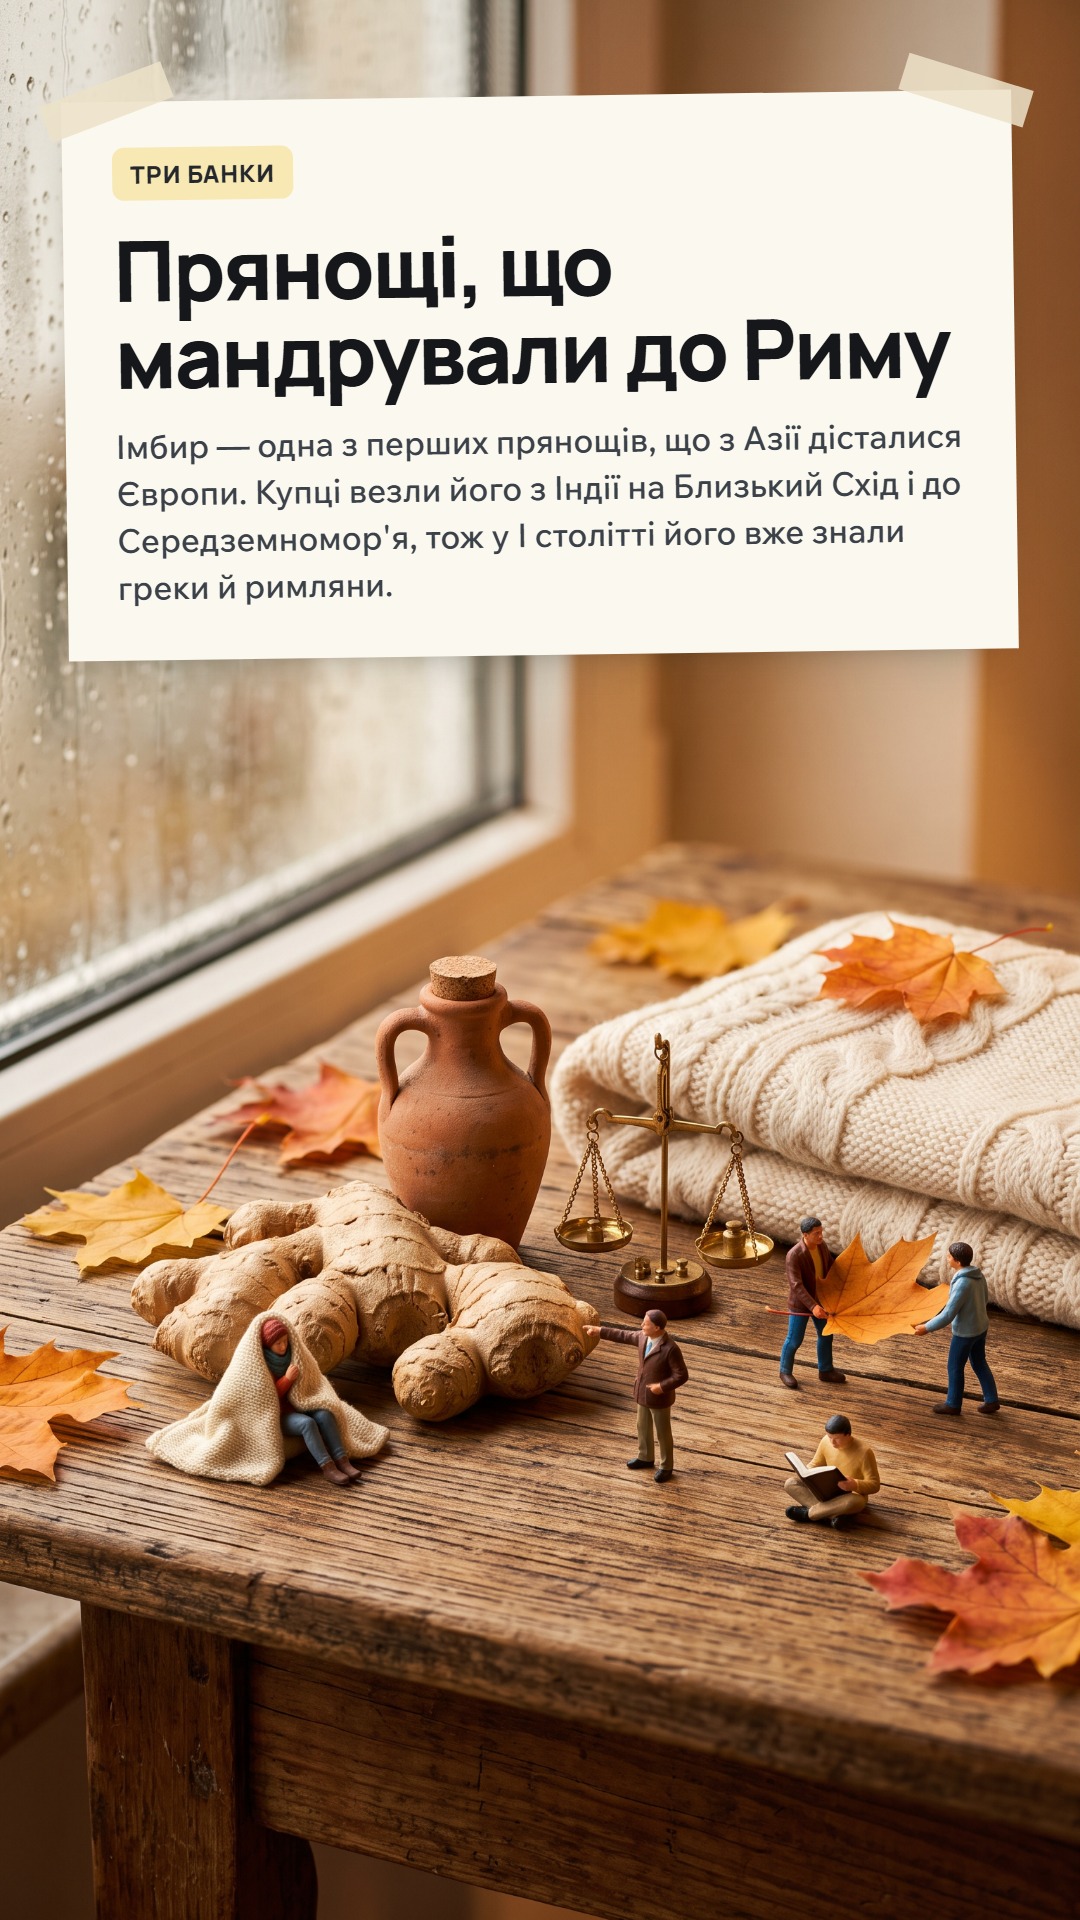 ТРИ БАНКИ
Прянощі, що
мандрували до Риму
Імбир — одна з перших прянощів, що з Азії дісталися
Європи. Купці везли його з Індії на Близький Схід і до
Середземномор'я, тож у І столітті його вже знали
греки й римляни.